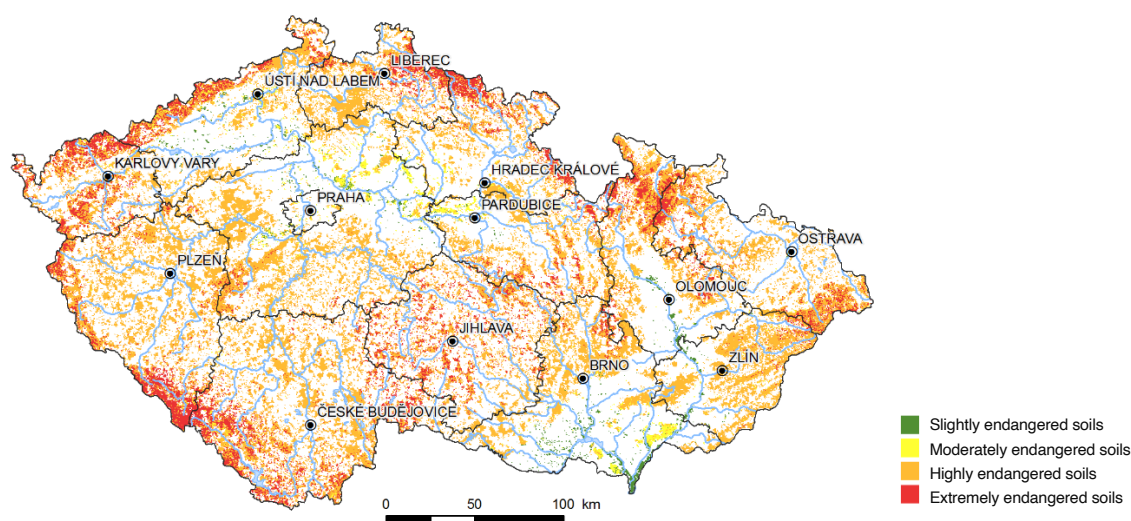 LIBEREC
ÚSTÍ NAD LABEM
KARLOVY VARY
HRADEC KRÁLOVÉ
PRAHA
PARDUBICE
OSTRAVA
PLZEŇ
OLOMOUC
JIHLAVA
ZLÍN
BRNO
ČESKÉ BUDĚJOVICE
Slightly endangered soils
Moderately endangered soils
Highly endangered soils
Extremely endangered soils
0 50 100 km